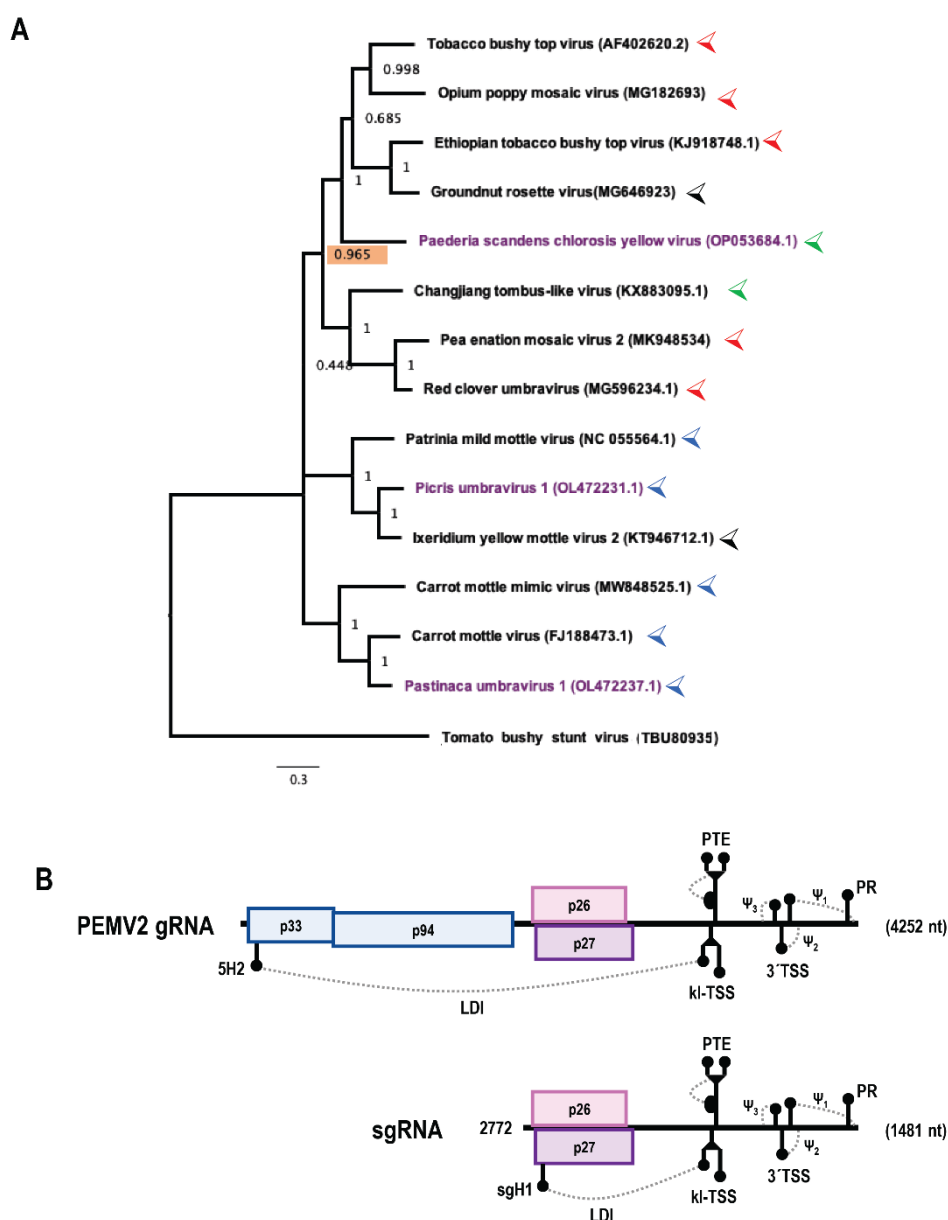 A
Tobacco bushy top virus (AF402620.2)
0.998
Opium poppy mosaic virus (MG182693)
0.685
Ethiopian tobacco bushy top virus (KJ918748.1)
1
1
Groundnut rosette virus(MG646923)
Paederia scandens chlorosis yellow virus (OP053684.1)
0.965
Changjiang tombus-like virus (KX883095.1)
1
Pea enation mosaic virus 2 (MK948534)
0.448
1
Red clover umbravirus (MG596234.1)
Patrinia mild mottle virus (NC 055564.1)
1
Picris umbravirus 1 (OL472231.1)
1
Ixeridium yellow mottle virus 2 (KT946712.1)
Carrot mottle mimic virus (MW848525.1)
1
Carrot mottle virus (FJ188473.1)
1
Pastinaca umbravirus 1 (OL472237.1)
Tomato bushy stunt virus (TBU80935)
0.3
B
PTE
PEMV2 gRNA
p33
p94
p26
p27
Ψ3
Ψ1
PR
Ψ2
(4252 nt)
5H2
LDI
kl-TSS
3´TSS
PTE
sgRNA
2772
p26
p27
Ψ3
Ψ1
PR
Ψ2
(1481 nt)
sgH1
LDI
kl-TSS
3´TSS